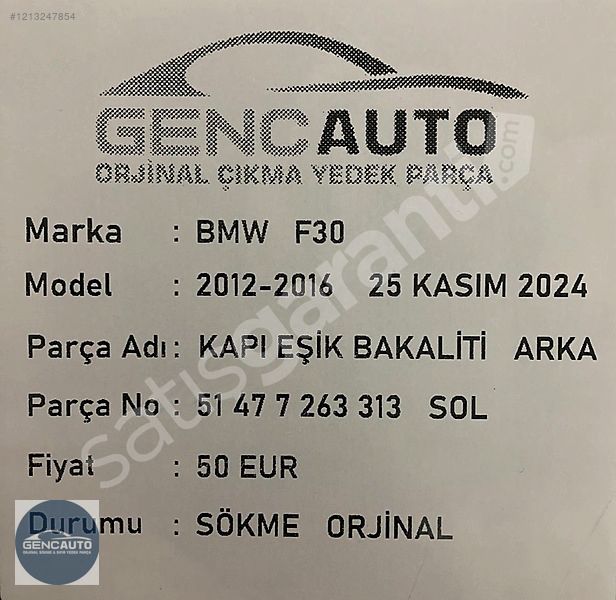 #1213247854
GENCAUTO
ORJİNAL ÇIKMA YEDEK PARÇA
satışgaranti.com
Marka : BMW F30
Model : 2012-2016 25 KASIM 2024
Parça Adı : KAPI EŞİK BAKALİTİ ARKA
Parça No : 51 47 7 263 313 SOL
Fiyat : 50 EUR
Durumu : SÖKME ORJİNAL
GENCAUTO